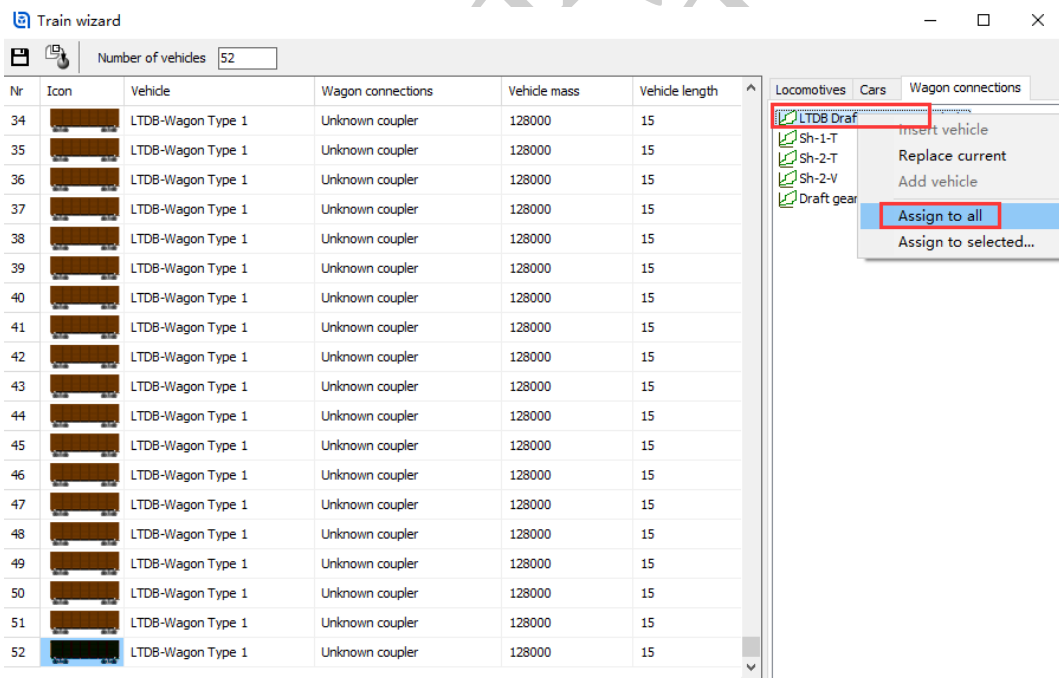 Train wizard
Number of vehicles 52
Nr Icon Vehicle Wagon connections Vehicle mass Vehicle length
34 LTDB-Wagon Type 1 Unknown coupler 128000 15
35 LTDB-Wagon Type 1 Unknown coupler 128000 15
36 LTDB-Wagon Type 1 Unknown coupler 128000 15
37 LTDB-Wagon Type 1 Unknown coupler 128000 15
38 LTDB-Wagon Type 1 Unknown coupler 128000 15
39 LTDB-Wagon Type 1 Unknown coupler 128000 15
40 LTDB-Wagon Type 1 Unknown coupler 128000 15
41 LTDB-Wagon Type 1 Unknown coupler 128000 15
42 LTDB-Wagon Type 1 Unknown coupler 128000 15
43 LTDB-Wagon Type 1 Unknown coupler 128000 15
44 LTDB-Wagon Type 1 Unknown coupler 128000 15
45 LTDB-Wagon Type 1 Unknown coupler 128000 15
46 LTDB-Wagon Type 1 Unknown coupler 128000 15
47 LTDB-Wagon Type 1 Unknown coupler 128000 15
48 LTDB-Wagon Type 1 Unknown coupler 128000 15
49 LTDB-Wagon Type 1 Unknown coupler 128000 15
50 LTDB-Wagon Type 1 Unknown coupler 128000 15
51 LTDB-Wagon Type 1 Unknown coupler 128000 15
52 LTDB-Wagon Type 1 Unknown coupler 128000 15
Locomotives Cars Wagon connections
LTDB Draf
Sh-1-T
Sh-2-T
Sh-2-V
Draft gear
Insert vehicle
Replace current
Add vehicle
Assign to all
Assign to selected...